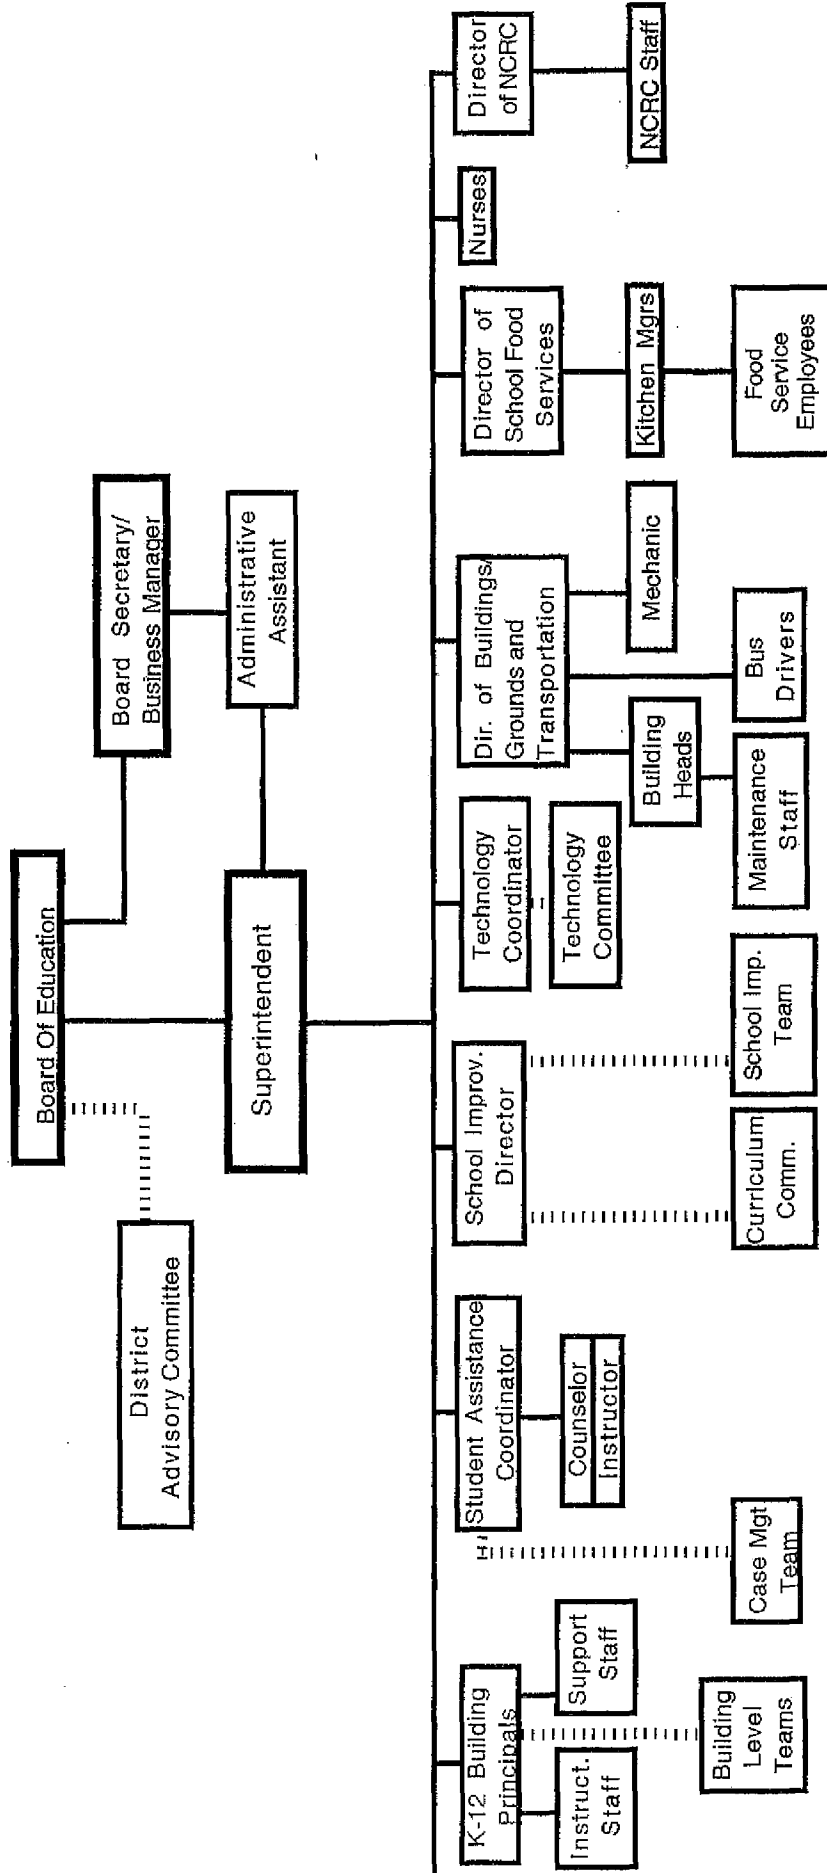 Board Of Education
Board Secretary/
Business Manager
District
Advisory Committee
Superintendent
Administrative
Assistant
K-12 Building
Principals
Student Assistance
Coordinator
School Improv.
Director
Technology
Coordinator
Dir. of Buildings/
Grounds and
Transportation
Director of
School Food
Services
Nurses
Director
of NCRC
Instruct.
Staff
Support
Staff
Counselor
Instructor
Technology
Committee
Building
Heads
Mechanic
Kitchen Mgrs
NCRC Staff
Building
Level
Teams
Case Mgt
Team
Curriculum
Comm.
School Imp.
Team
Maintenance
Staff
Bus
Drivers
Food
Service
Employees